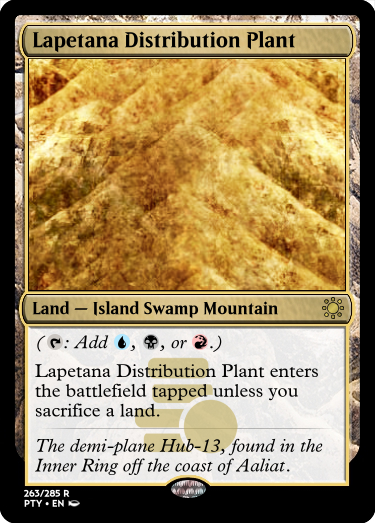 Lapetana Distribution Plant
Land — Island Swamp Mountain
( : Add , , or .)
Lapetana Distribution Plant enters
the battlefield tapped unless you
sacrifice a land.
The demi-plane Hub-13, found in the
Inner Ring off the coast of Aaliat.
263/285 R
PTY • EN